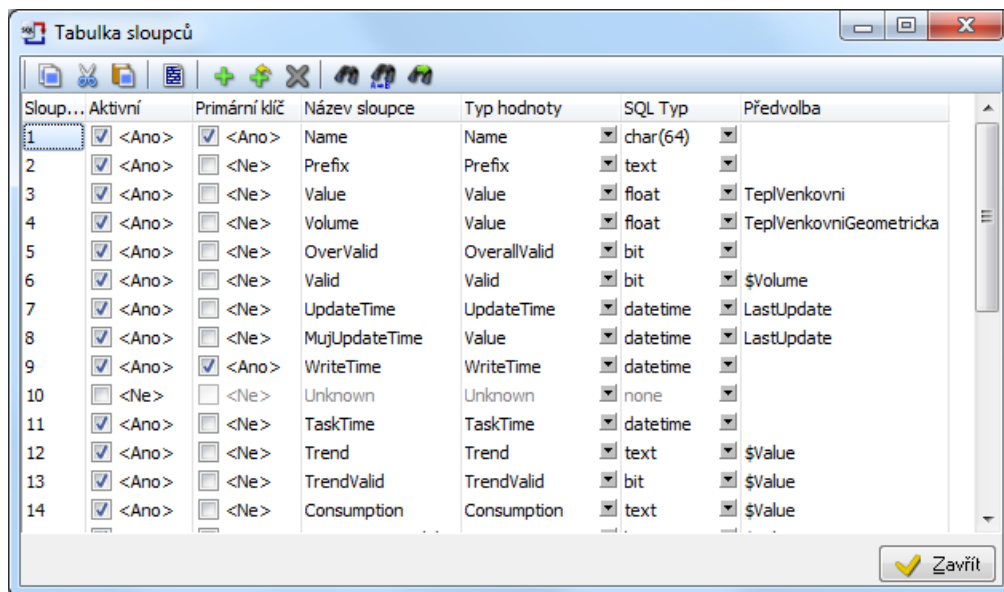 Tabulka sloupců
Sloup... Aktivní Primární klíč Název sloupce Typ hodnoty SQL Typ Předvolba
1 <Ano> <Ano> Name Name char(64)
2 <Ano> <Ne> Prefix Prefix text
3 <Ano> <Ne> Value Value float TeplVenkovni
4 <Ano> <Ne> Volume Value float TeplVenkovniGeometricka
5 <Ano> <Ne> OverValid OverallValid bit
6 <Ano> <Ne> Valid Valid bit $Volume
7 <Ano> <Ne> UpdateTime UpdateTime datetime LastUpdate
8 <Ano> <Ne> MujUpdateTime Value datetime LastUpdate
9 <Ano> <Ano> WriteTime WriteTime datetime
10 <Ne> <Ne> Unknown Unknown none
11 <Ano> <Ne> TaskTime TaskTime datetime
12 <Ano> <Ne> Trend Trend text $Value
13 <Ano> <Ne> TrendValid TrendValid bit $Value
14 <Ano> <Ne> Consumption Consumption text $Value
Zavřít